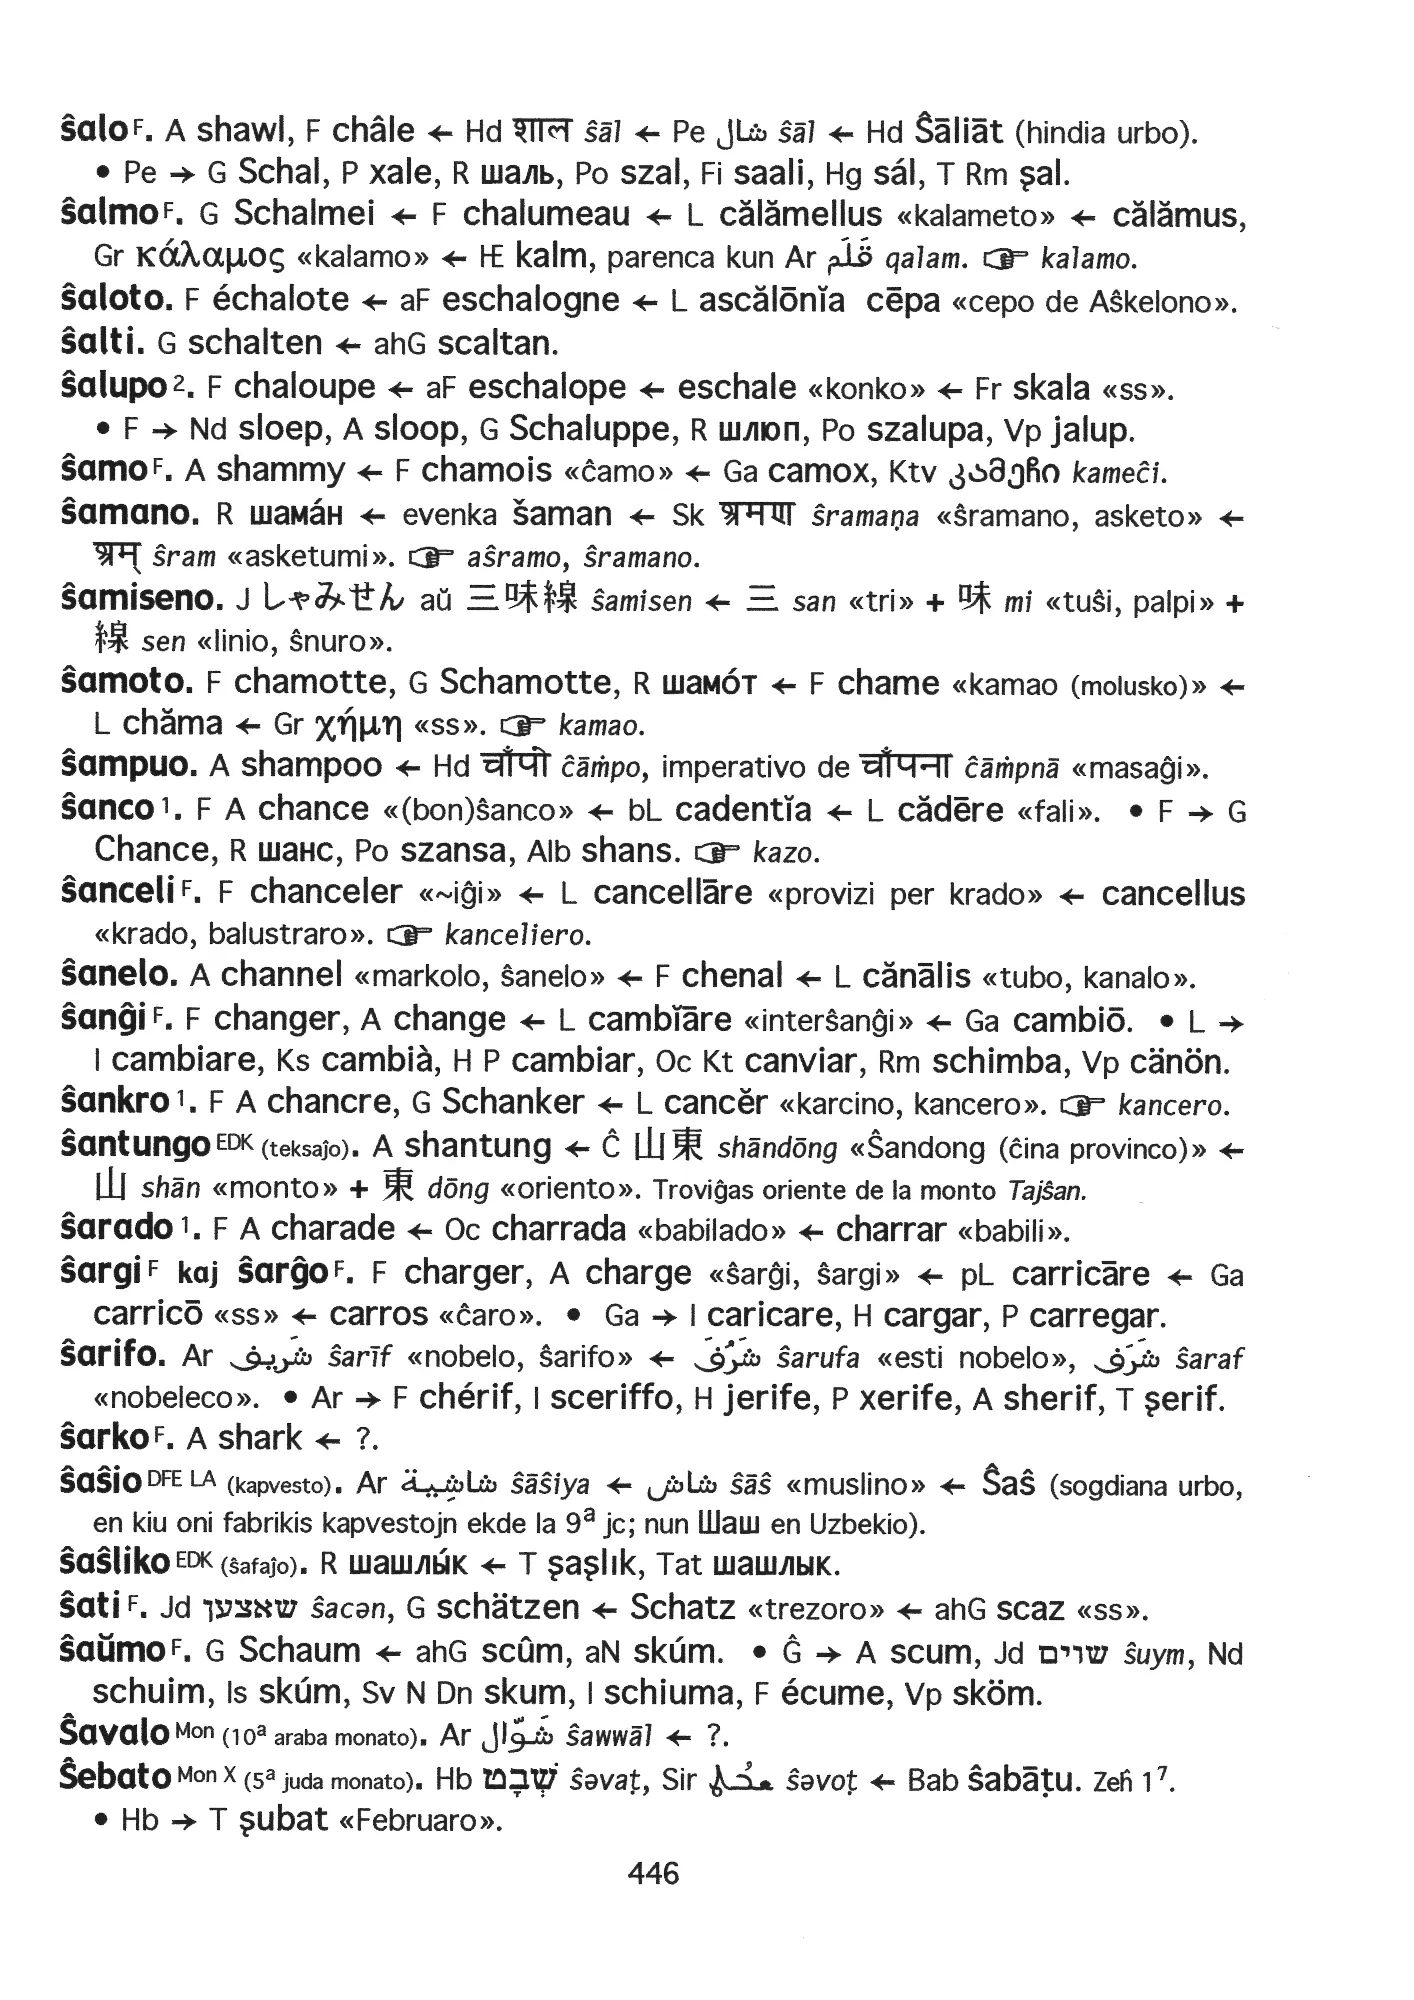 ŝalo F. A shawl, F châle ← Hd शाल ŝāl ← Pe شال ŝāl ← Hd Ŝāliāt (hindia urbo).
• Pe → G Schal, P xale, R шаль, Po szal, Fi saali, Hg sál, T Rm şal.
ŝalmo F. G Schalmei ← F chalumeau ← L călămellus «kalameto» ← călămus,
Gr κάλαμος «kalamo» ← IE kalm, parenca kun Ar قَلَم qalam. ☞ kalamo.
ŝaloto. F échalote ← aF eschalogne ← L ascălōnĭa cēpa «cepo de Aŝkelono».
ŝalti. G schalten ← ahG scaltan.
ŝalupo 2. F chaloupe ← aF eschalope ← eschale «konko» ← Fr skala «ss».
• F → Nd sloep, A sloop, G Schaluppe, R шлюп, Po szalupa, Vp jalup.
ŝamo F. A shammy ← F chamois «ĉamo» ← Ga camox, Ktv კამეჩი kameĉi.
ŝamano. R шама́н ← evenka šaman ← Sk श्रमण ŝramaṇa «ŝramano, asketo» ←
श्रम् ŝram «asketumi». ☞ aŝramo, ŝramano.
ŝamiseno. J しゃみせん aŭ 三味線 ŝamisen ← 三 san «tri» + 味 mi «tuŝi, palpi» +
線 sen «linio, ŝnuro».
ŝamoto. F chamotte, G Schamotte, R шамо́т ← F chame «kamao (molusko)» ←
L chăma ← Gr χήμη «ss». ☞ kamao.
ŝampuo. A shampoo ← Hd चाँपो ĉāṁpo, imperativo de चाँपना ĉāṁpnā «masaĝi».
ŝanco 1. F A chance «(bon)ŝanco» ← bL cadentĭa ← L cădēre «fali». • F → G
Chance, R шанс, Po szansa, Alb shans. ☞ kazo.
ŝanceli F. F chanceler «~iĝi» ← L cancellāre «provizi per krado» ← cancellus
«krado, balustraro». ☞ kanceliero.
ŝanelo. A channel «markolo, ŝanelo» ← F chenal ← L cănālis «tubo, kanalo».
ŝanĝi F. F changer, A change ← L cambĭāre «interŝanĝi» ← Ga cambiō. • L →
I cambiare, Ks cambià, H P cambiar, Oc Kt canviar, Rm schimba, Vp cänön.
ŝankro 1. F A chancre, G Schanker ← L cancĕr «karcino, kancero». ☞ kancero.
ŝantungo EDK (teksaĵo). A shantung ← Ĉ 山東 shāndōng «Ŝandong (ĉina provinco)» ←
山 shān «monto» + 東 dōng «oriento». Troviĝas oriente de la monto Tajŝan.
ŝarado 1. F A charade ← Oc charrada «babilado» ← charrar «babili».
ŝargi F kaj ŝarĝo F. F charger, A charge «ŝarĝi, ŝargi» ← pL carricāre ← Ga
carricō «ss» ← carros «ĉaro». • Ga → I caricare, H cargar, P carregar.
ŝarifo. Ar شَريف ŝarīf «nobelo, ŝarifo» ← شَرُفَ ŝarufa «esti nobelo», شَرَف ŝaraf
«nobeleco». • Ar → F chérif, I sceriffo, H jerife, P xerife, A sherif, T şerif.
ŝarko F. A shark ← ?.
ŝaŝio DFE LA (kapvesto). Ar شاشِية ŝāŝiya ← شاش ŝāŝ «muslino» ← Ŝaŝ (sogdiana urbo,
en kiu oni fabrikis kapvestojn ekde la 9a jc; nun Шаш en Uzbekio).
ŝaŝliko EDK (ŝafaĵo). R шашлы́к ← T şaşlık, Tat шашлык.
ŝati F. Jd שאצען ŝacən, G schätzen ← Schatz «trezoro» ← ahG scaz «ss».
ŝaŭmo F. G Schaum ← ahG scûm, aN skúm. • Ĝ → A scum, Jd שוים ŝuym, Nd
schuim, Is skúm, Sv N Dn skum, I schiuma, F écume, Vp sköm.
Ŝavalo Mon (10a araba monato). Ar شَوّال ŝawwāl ← ?.
Ŝebato Mon X (5a juda monato). Hb שְׁבָט ŝəvaṭ, Sir ŝəvoṭ ← Bab ŝabāṭu. Zeĥ 1 7.
• Hb → T şubat «Februaro».
446